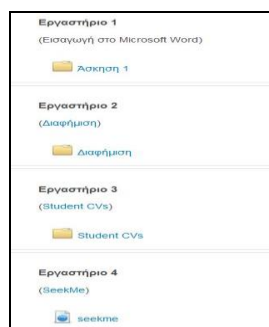 Εργαστήριο 1
(Εισαγωγή στο Microsoft Word)
Άσκηση 1
Εργαστήριο 2
(Διαφήμιση)
Διαφήμιση
Εργαστήριο 3
(Student CVs)
Student CVs
Εργαστήριο 4
(SeekMe)
seekme